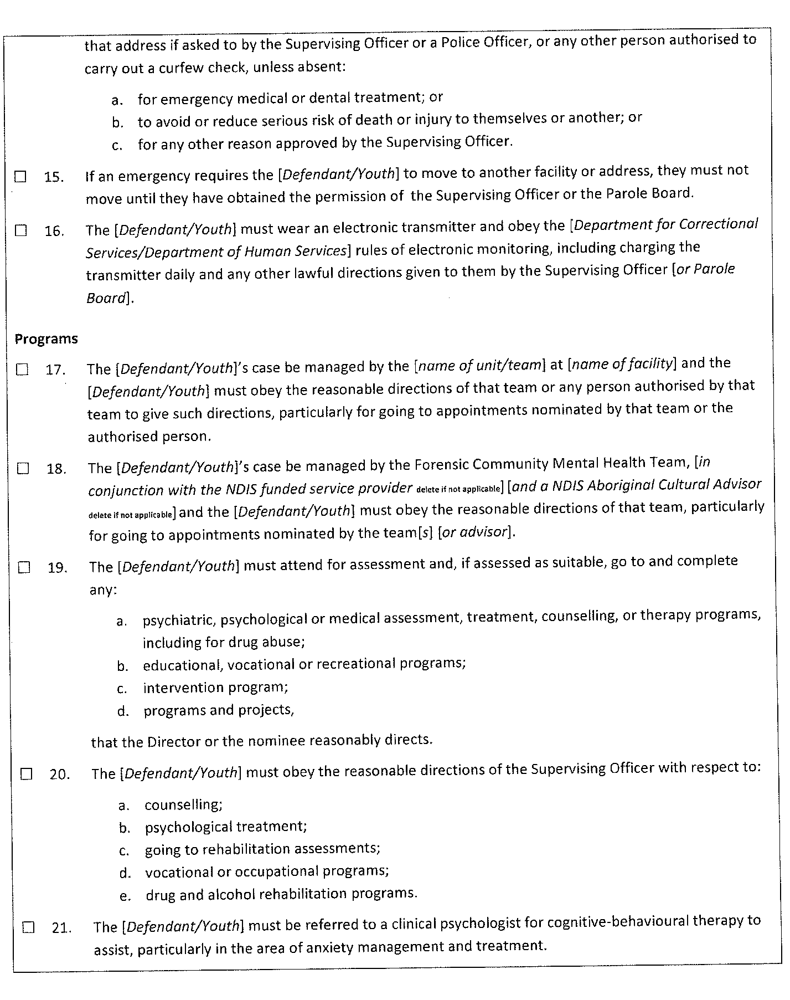 that address if asked to by the Supervising Officer or a Police Officer, or any other person authorised to
carry out a curfew check, unless absent:
a. for emergency medical or dental treatment; or
b. to avoid or reduce serious risk of death or injury to themselves or another; or
c. for any other reason approved by the Supervising Officer.
☐ 15. If an emergency requires the [Defendant/Youth] to move to another facility or address, they must not
move until they have obtained the permission of the Supervising Officer or the Parole Board.
☐ 16. The [Defendant/Youth] must wear an electronic transmitter and obey the [Department for Correctional
Services/Department of Human Services] rules of electronic monitoring, including charging the
transmitter daily and any other lawful directions given to them by the Supervising Officer [or Parole
Board].
Programs
☐ 17. The [Defendant/Youth]'s case be managed by the [name of unit/team] at [name of facility] and the
[Defendant/Youth] must obey the reasonable directions of that team or any person authorised by that
team to give such directions, particularly for going to appointments nominated by that team or the
authorised person.
☐ 18. The [Defendant/Youth]'s case be managed by the Forensic Community Mental Health Team, [in
conjunction with the NDIS funded service provider delete if not applicable] [and a NDIS Aboriginal Cultural Advisor
delete if not applicable] and the [Defendant/Youth] must obey the reasonable directions of that team, particularly
for going to appointments nominated by the team[s] [or advisor].
☐ 19. The [Defendant/Youth] must attend for assessment and, if assessed as suitable, go to and complete
any:
a. psychiatric, psychological or medical assessment, treatment, counselling, or therapy programs,
including for drug abuse;
b. educational, vocational or recreational programs;
c. intervention program;
d. programs and projects,
that the Director or the nominee reasonably directs.
☐ 20. The [Defendant/Youth] must obey the reasonable directions of the Supervising Officer with respect to:
a. counselling;
b. psychological treatment;
c. going to rehabilitation assessments;
d. vocational or occupational programs;
e. drug and alcohol rehabilitation programs.
☐ 21. The [Defendant/Youth] must be referred to a clinical psychologist for cognitive-behavioural therapy to
assist, particularly in the area of anxiety management and treatment.